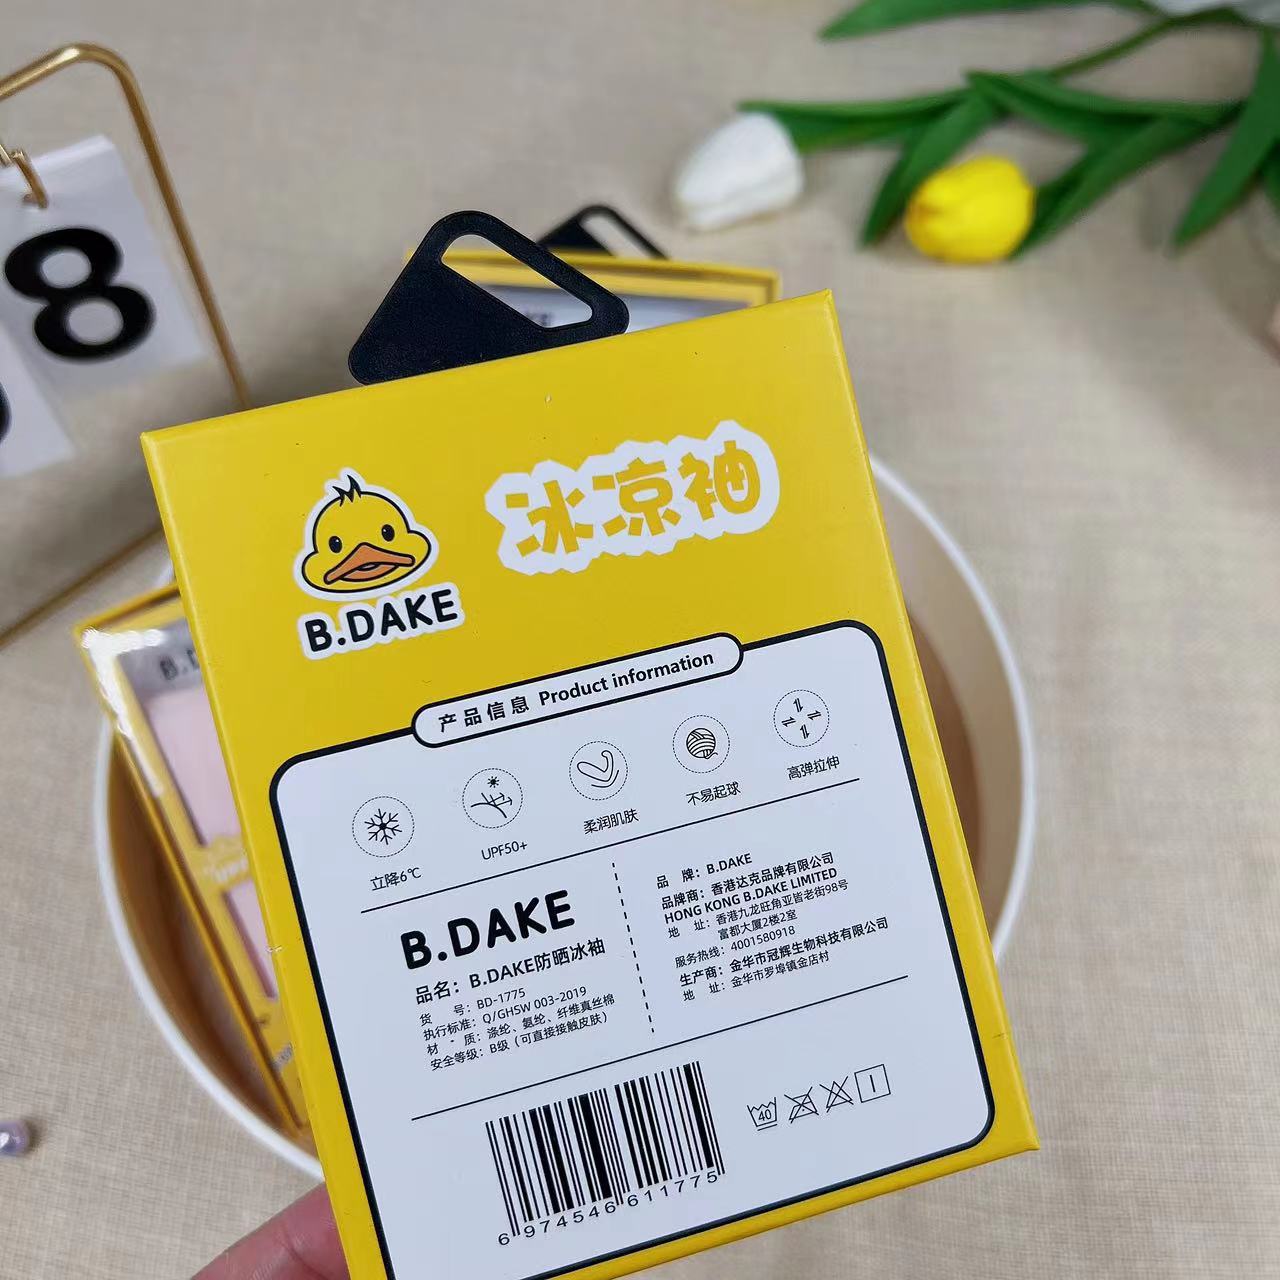 8
B.DAKE
冰凉袖
产品信息 Product information
立降6℃
UPF50+
柔润肌肤
不易起球
高弹拉伸
B.DAKE
品名：B.DAKE防晒冰袖
货 号：BD-1775
执行标准：Q/GHSW 003-2019
材 质：涤纶、氨纶、纤维真丝棉
安全等级：B级（可直接接触皮肤）
品 牌：B.DAKE
品牌商：香港达克品牌有限公司
HONG KONG B.DAKE LIMITED
地 址：香港九龙旺角亚皆老街98号
富都大厦2楼2室
服务热线：4001580918
生产商：金华市冠辉生物科技有限公司
地 址：金华市罗埠镇金店村
40
6 974546 611775